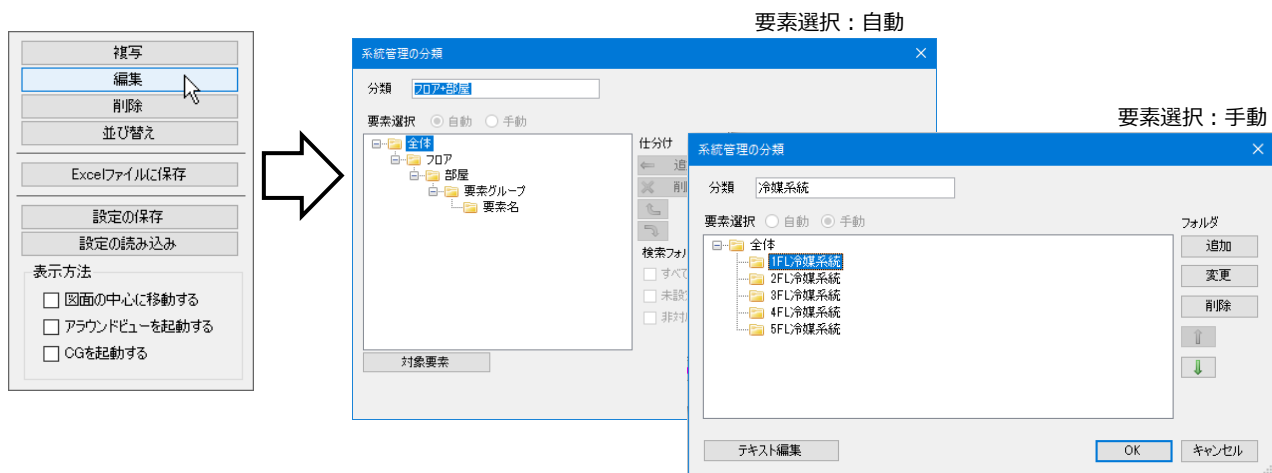 要素選択：自動
複写
編集
削除
並び替え
Excelファイルに保存
設定の保存
設定の読み込み
表示方法
図面の中心に移動する
アラウンドビューを起動する
CGを起動する
系統管理の分類
分類 フロア+部屋
要素選択 自動 手動
全体
フロア
部屋
要素グループ
要素名
仕分け
追
削
検索フォル
すべて
未設
非対
対象要素
要素選択：手動
系統管理の分類
分類 冷媒系統
要素選択 自動 手動
全体
1FL冷媒系統
2FL冷媒系統
3FL冷媒系統
4FL冷媒系統
5FL冷媒系統
フォルダ
追加
変更
削除
テキスト編集
OK
キャンセル